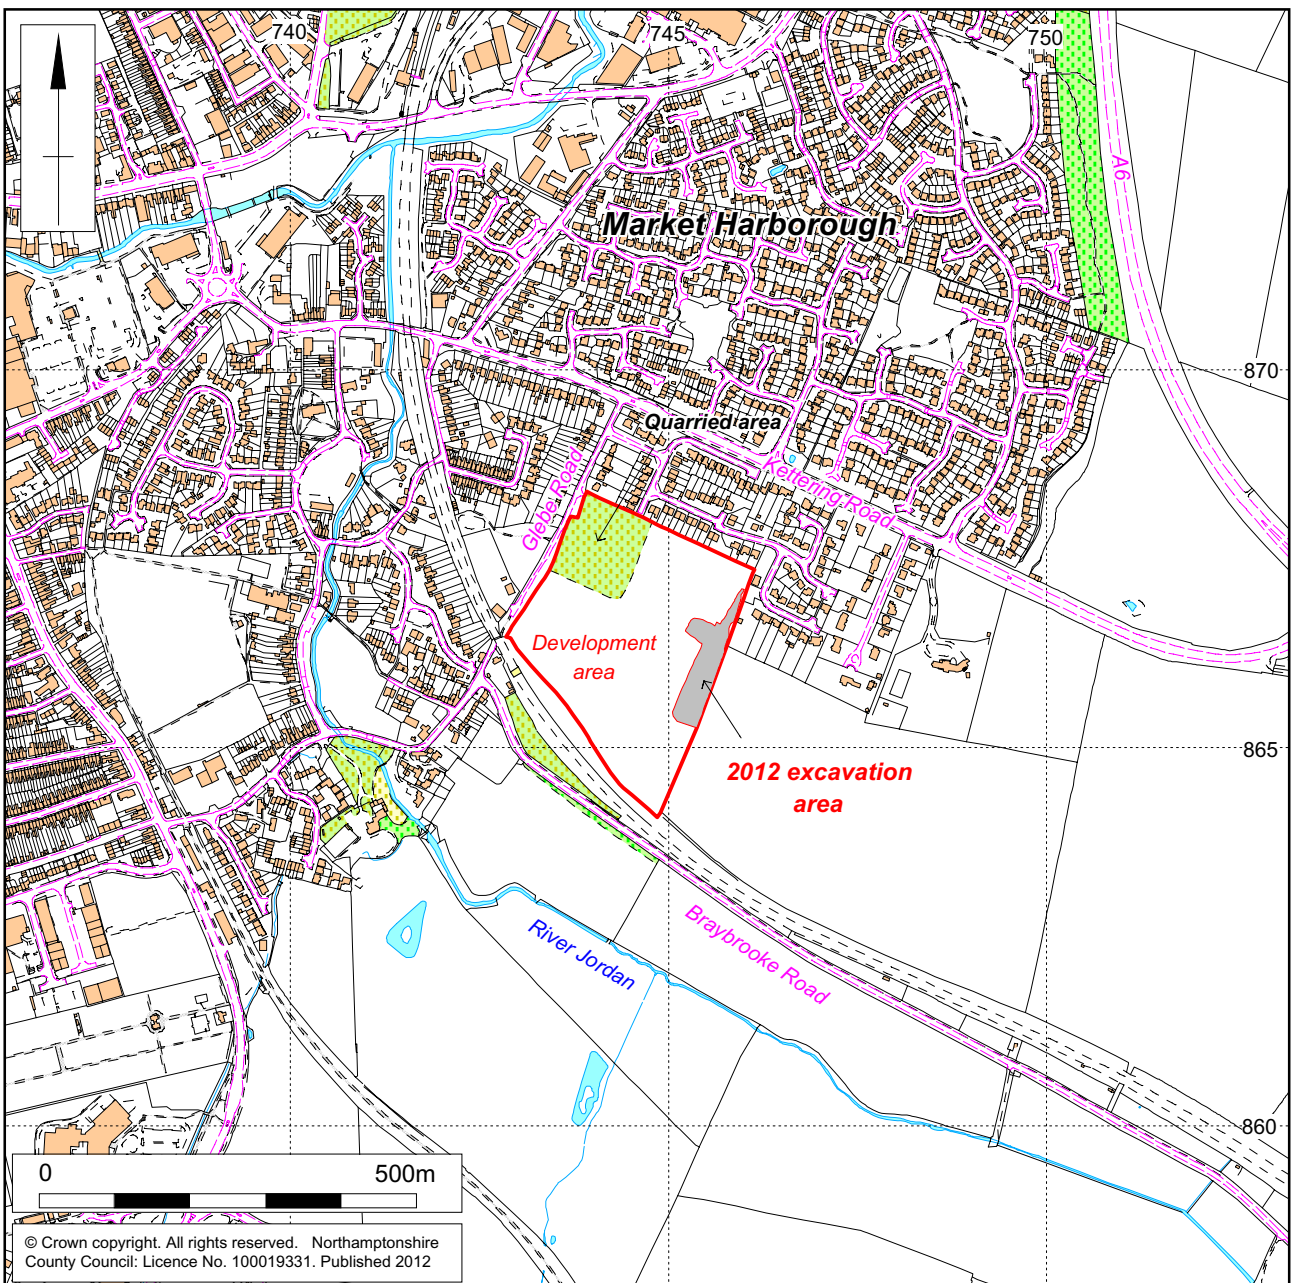 740
745
750
A6
Market Harborough
870
Quarried area
Kettering Road
Gebe Road
Development
area
865
2012 excavation
area
Braybrooke Road
River Jordan
860
0 500m
© Crown copyright. All rights reserved. Northamptonshire
County Council: Licence No. 100019331. Published 2012